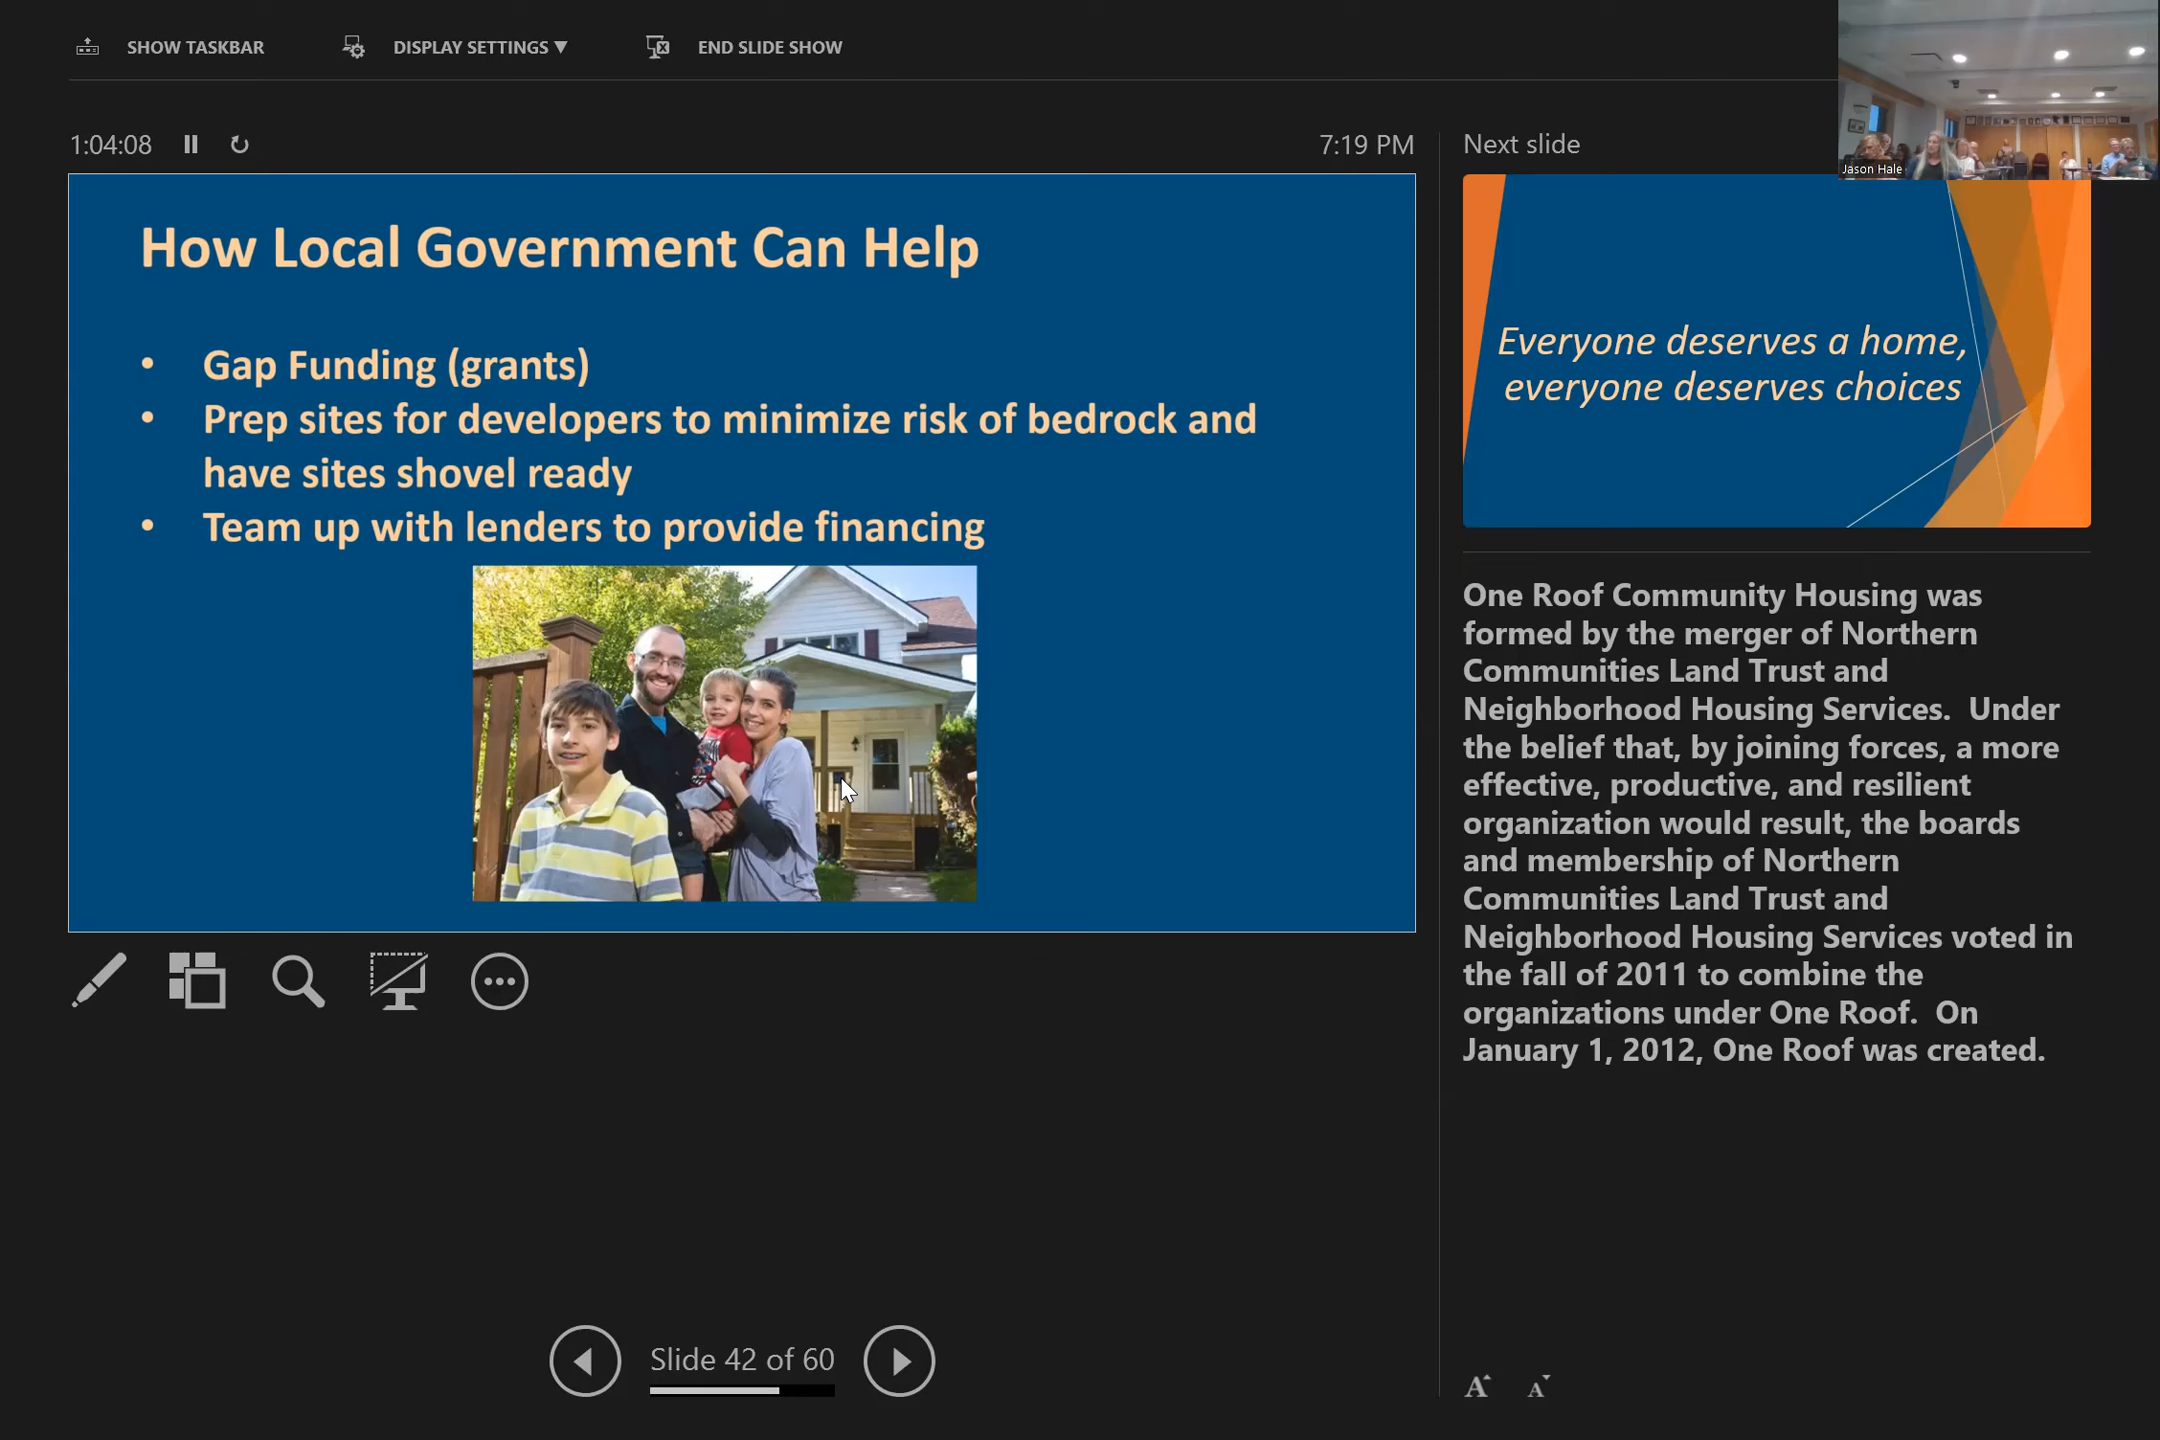 SHOW TASKBAR
DISPLAY SETTINGS ▼
END SLIDE SHOW
1:04:08
7:19 PM
How Local Government Can Help
• Gap Funding (grants)
• Prep sites for developers to minimize risk of bedrock and
have sites shovel ready
• Team up with lenders to provide financing
Slide 42 of 60
Next slide
Jason Hale
Everyone deserves a home,
everyone deserves choices
One Roof Community Housing was
formed by the merger of Northern
Communities Land Trust and
Neighborhood Housing Services.  Under
the belief that, by joining forces, a more
effective, productive, and resilient
organization would result, the boards
and membership of Northern
Communities Land Trust and
Neighborhood Housing Services voted in
the fall of 2011 to combine the
organizations under One Roof.  On
January 1, 2012, One Roof was created.
A A